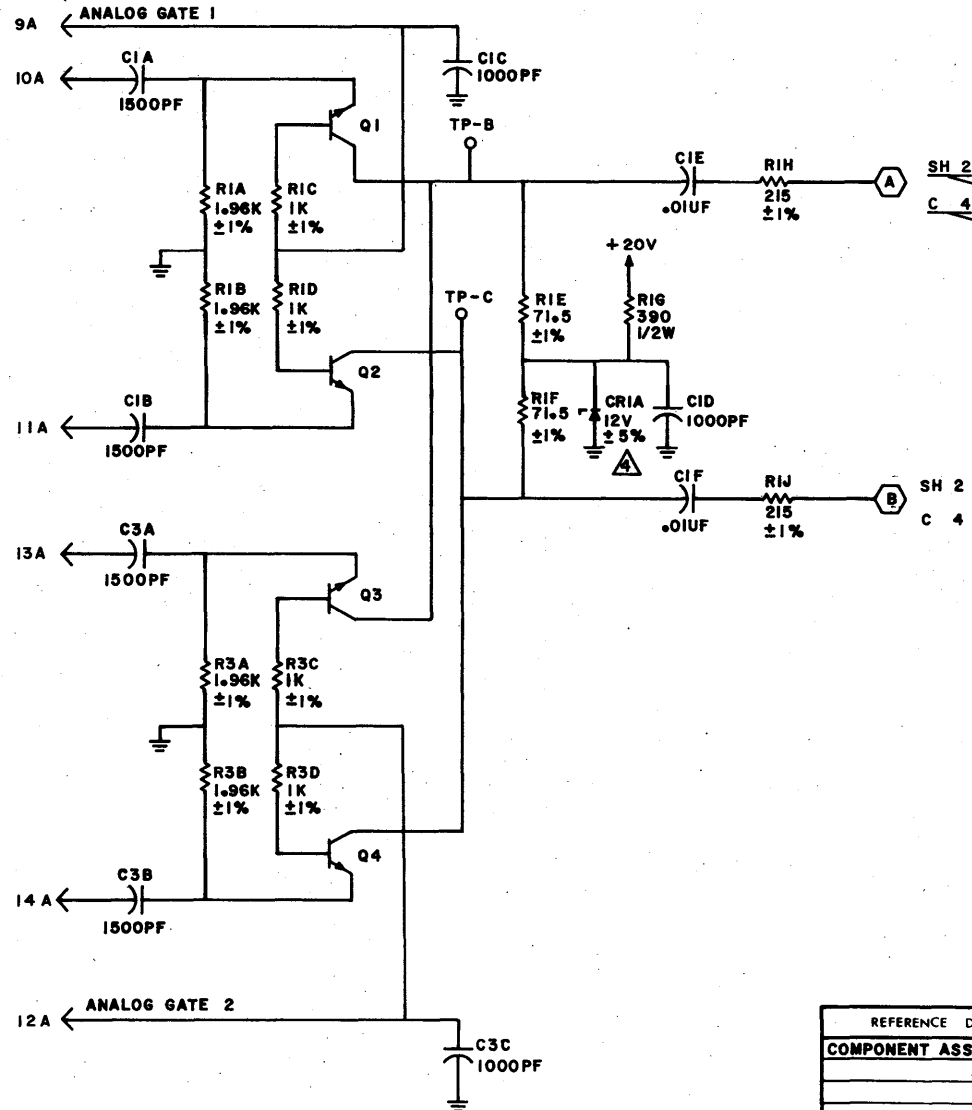 9A
ANALOG GATE 1
C1C
1000PF
10A
C1A
1500PF
Q1
TP-B
R1A
1.96K
±1%
R1C
1K
±1%
C1E
.01UF
R1H
215
±1%
A
SH 2
C 4
+20V
R1B
1.96K
±1%
R1D
1K
±1%
TP-C
R1E
71.5
±1%
R1G
390
1/2W
Q2
R1F
71.5
±1%
CR1A
12V
±5%
4
C1D
1000PF
11A
C1B
1500PF
C1F
.01UF
R1J
215
±1%
B
SH 2
C 4
13A
C3A
1500PF
Q3
R3A
1.96K
±1%
R3C
1K
±1%
R3B
1.96K
±1%
R3D
1K
±1%
Q4
14A
C3B
1500PF
12A
ANALOG GATE 2
C3C
1000PF
REFERENCE D
COMPONENT ASS